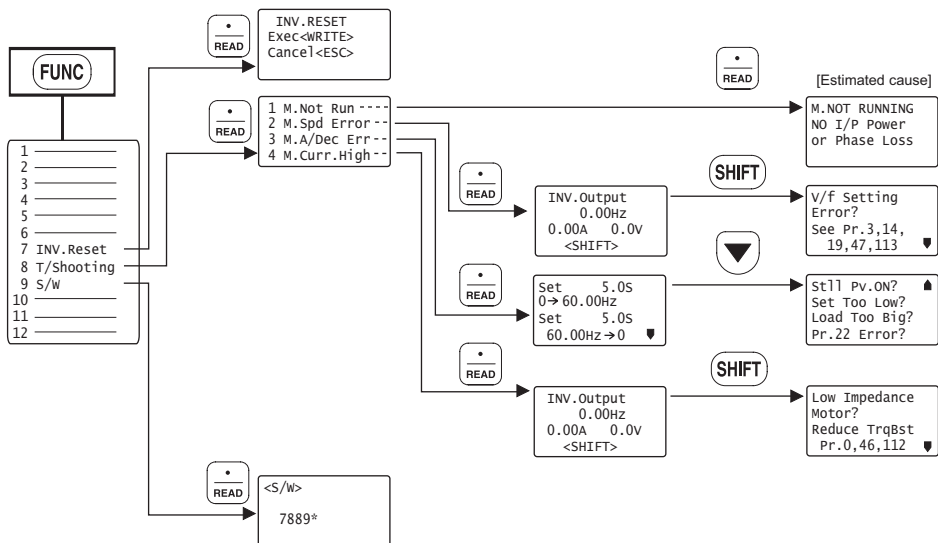 FUNC
1
2
3
4
5
6
7 INV.Reset
8 T/Shooting
9 S/W
10
11
12
READ
INV.RESET
Exec<WRITE>
Cancel<ESC>
READ
1 M.Not Run ----
2 M.Spd Error--
3 M.A/Dec Err--
4 M.Curr.High--
READ
[Estimated cause]
M.NOT RUNNING
NO I/P Power
or Phase Loss
READ
INV.Output
0.00Hz
0.00A 0.0V
<SHIFT>
SHIFT
V/f Setting
Error?
See Pr.3,14,
19,47,113
READ
Set 5.0S
0→60.00Hz
Set 5.0S
60.00Hz→0
Stll Pv.ON?
Set Too Low?
Load Too Big?
Pr.22 Error?
READ
INV.Output
0.00Hz
0.00A 0.0V
<SHIFT>
SHIFT
Low Impedance
Motor?
Reduce TrqBst
Pr.0,46,112
READ
<S/W>
7889*